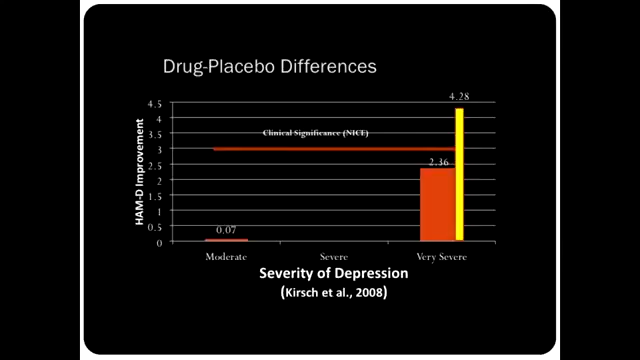 Drug-Placebo Differences
4.28
4.5
4
3.5
3
2.5
2
1.5
1
0.5
0
HAM-D Improvement
Clinical Significance (NICE)
2.36
0.07
Moderate
Severe
Very Severe
Severity of Depression
(Kirsch et al., 2008)